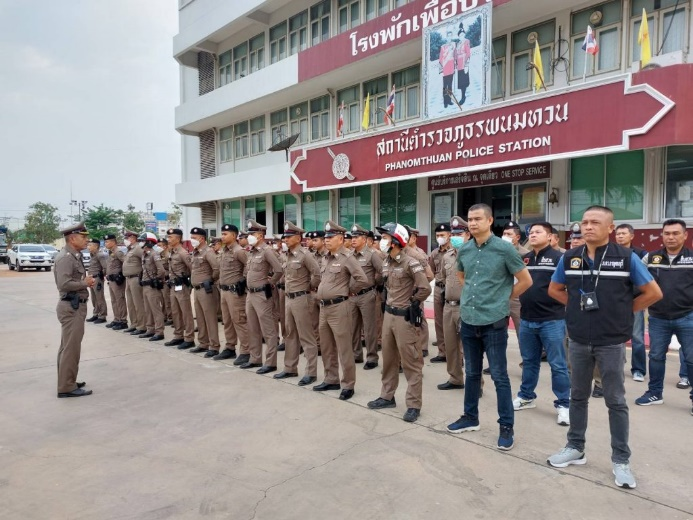 โรงพักเพื่อ
สถานีตำรวจภูธรพนมทวน
PHANOMTHUAN POLICE STATION
ONE STOP SERVICE